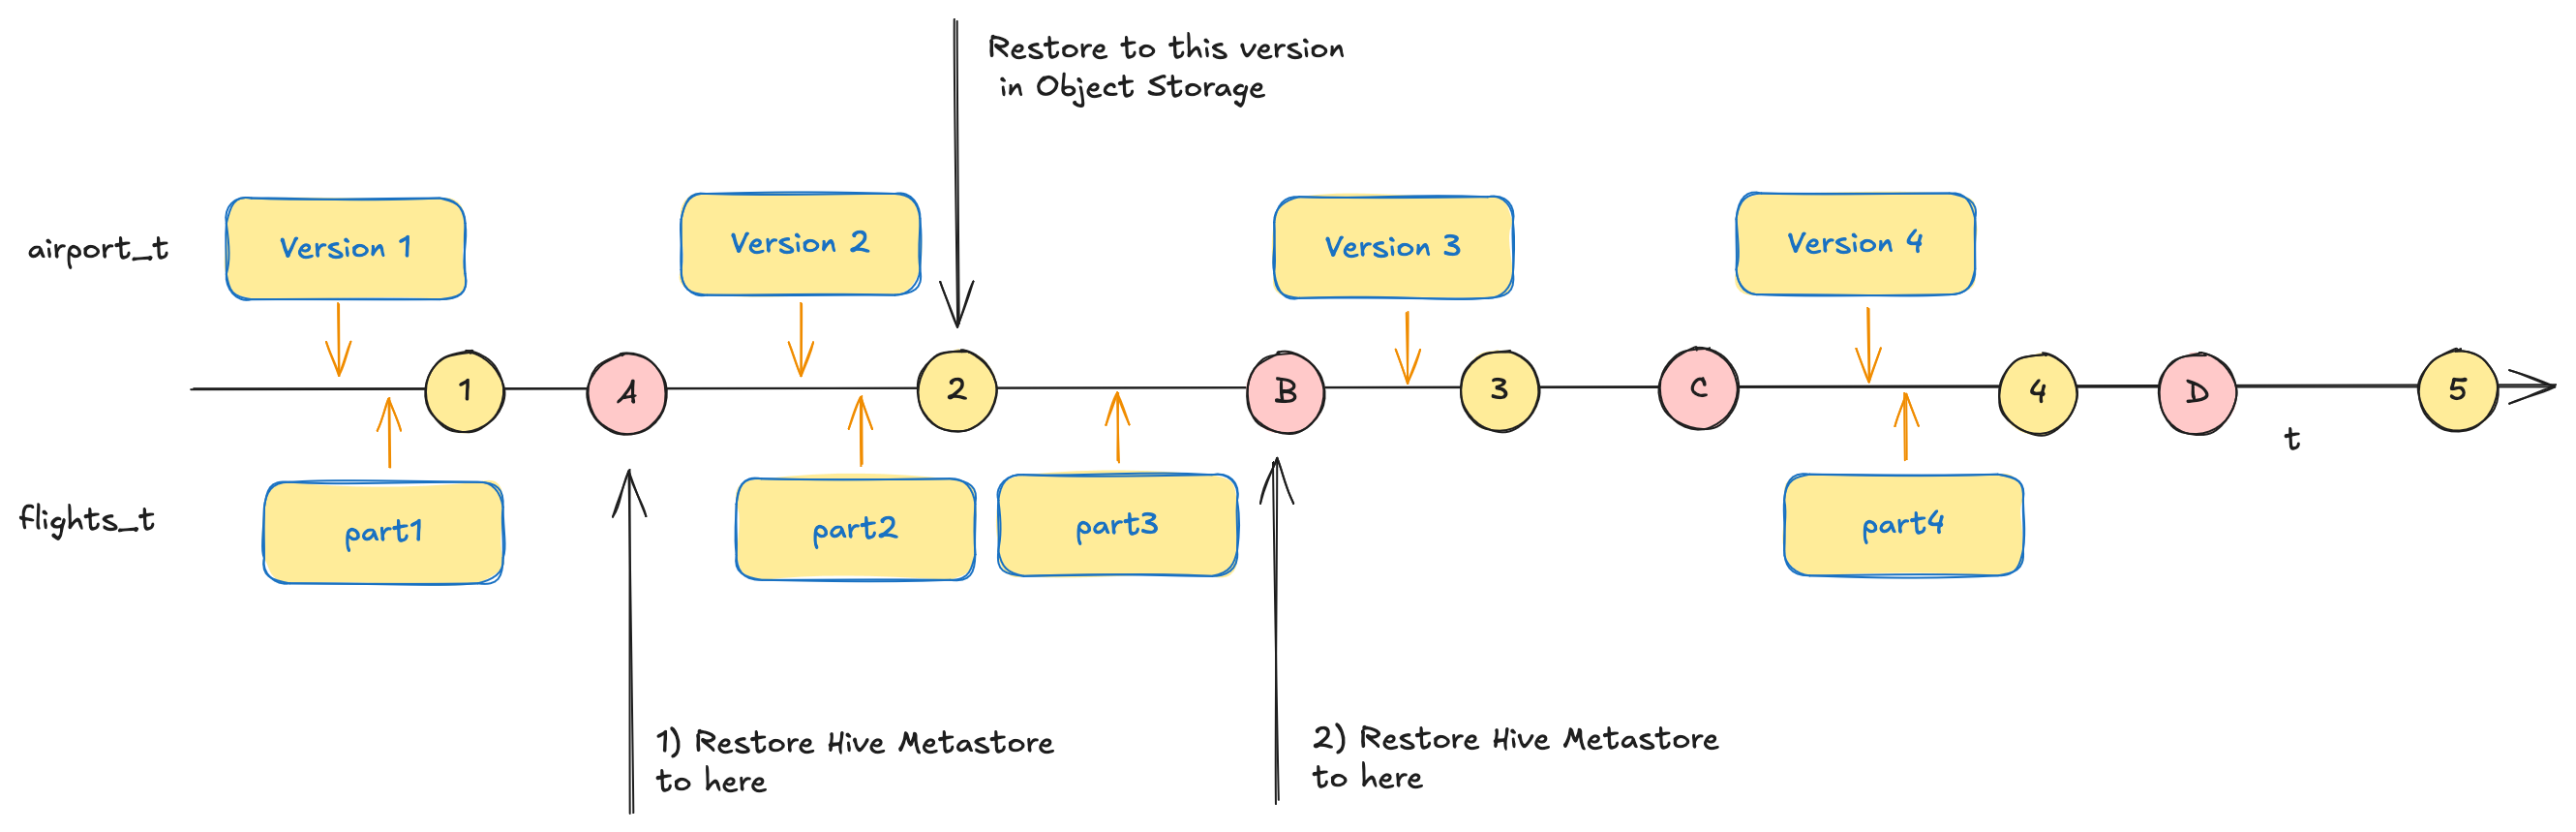 Restore to this version
in Object Storage
airport_t
Version 1
Version 2
Version 3
Version 4
1
A
2
B
3
C
4
D
5
t
flights_t
part1
part2
part3
part4
1) Restore Hive Metastore
to here
2) Restore Hive Metastore
to here